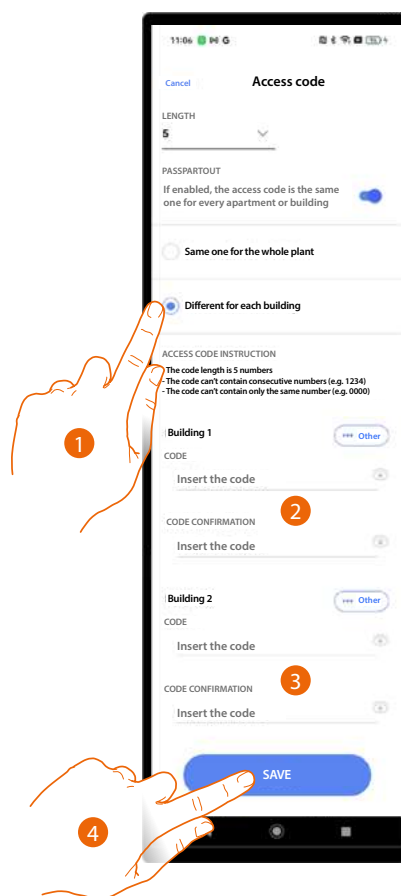 11:06 G
Cancel Access code
LENGTH
5
PASSPARTOUT
If enabled, the access code is the same
one for every apartment or building
Same one for the whole plant
Different for each building
ACCESS CODE INSTRUCTION
- The code length is 5 numbers
- The code can't contain consecutive numbers (e.g. 1234)
- The code can't contain only the same number (e.g. 0000)
1
Building 1 Other
CODE
Insert the code
2
CODE CONFIRMATION
Insert the code
Building 2 Other
CODE
Insert the code
3
CODE CONFIRMATION
Insert the code
SAVE
4